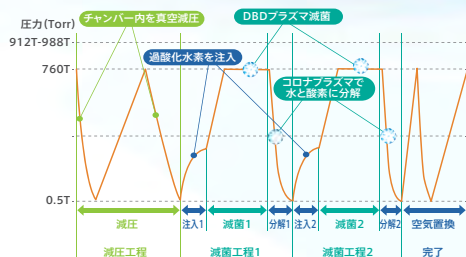 圧力(Torr)
チャンバー内を真空減圧
DBDプラズマ滅菌
912T-988T
過酸化水素を注入
760T
コロナプラズマで
水と酸素に分解
0.5T
減圧 注入1 滅菌1 分解1 注入2 滅菌2 分解2 空気置換
減圧工程 滅菌工程1 滅菌工程2 完了